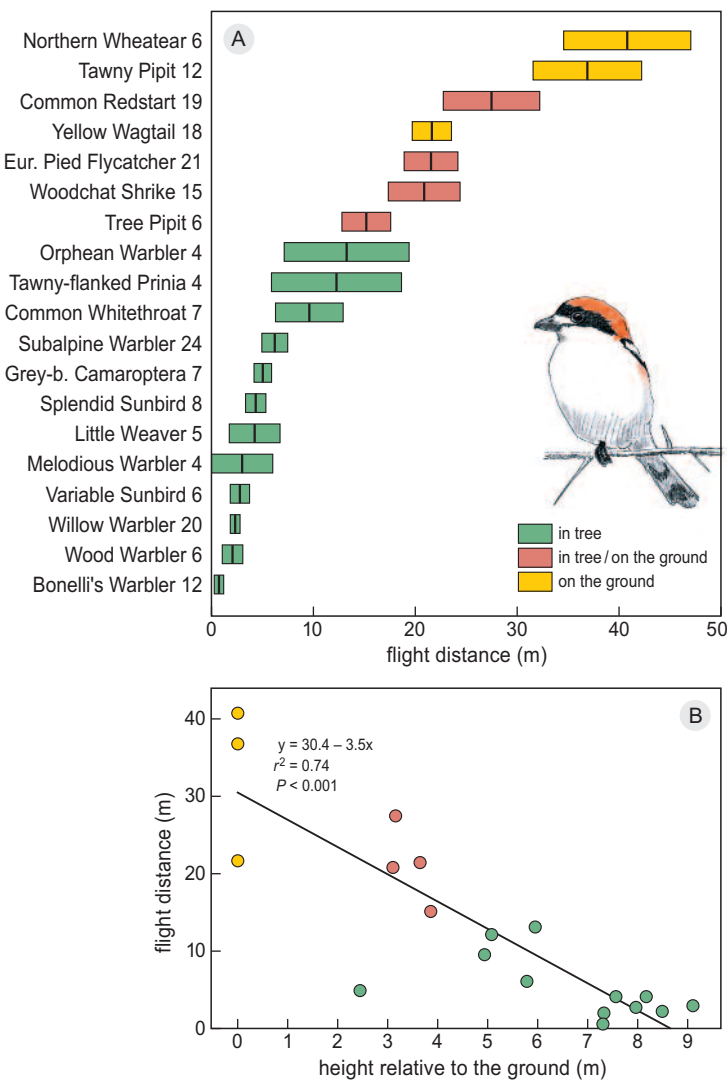 A
Northern Wheatear 6
Tawny Pipit 12
Common Redstart 19
Yellow Wagtail 18
Eur. Pied Flycatcher 21
Woodchat Shrike 15
Tree Pipit 6
Orphean Warbler 4
Tawny-flanked Prinia 4
Common Whitethroat 7
Subalpine Warbler 24
Grey-b. Camaroptera 7
Splendid Sunbird 8
Little Weaver 5
Melodious Warbler 4
Variable Sunbird 6
Willow Warbler 20
Wood Warbler 6
Bonelli's Warbler 12
in tree
in tree / on the ground
on the ground
0 10 20 30 40 50
flight distance (m)
B
y = 30.4 – 3.5x
r² = 0.74
P < 0.001
40
30
20
10
0
flight distance (m)
0 1 2 3 4 5 6 7 8 9
height relative to the ground (m)